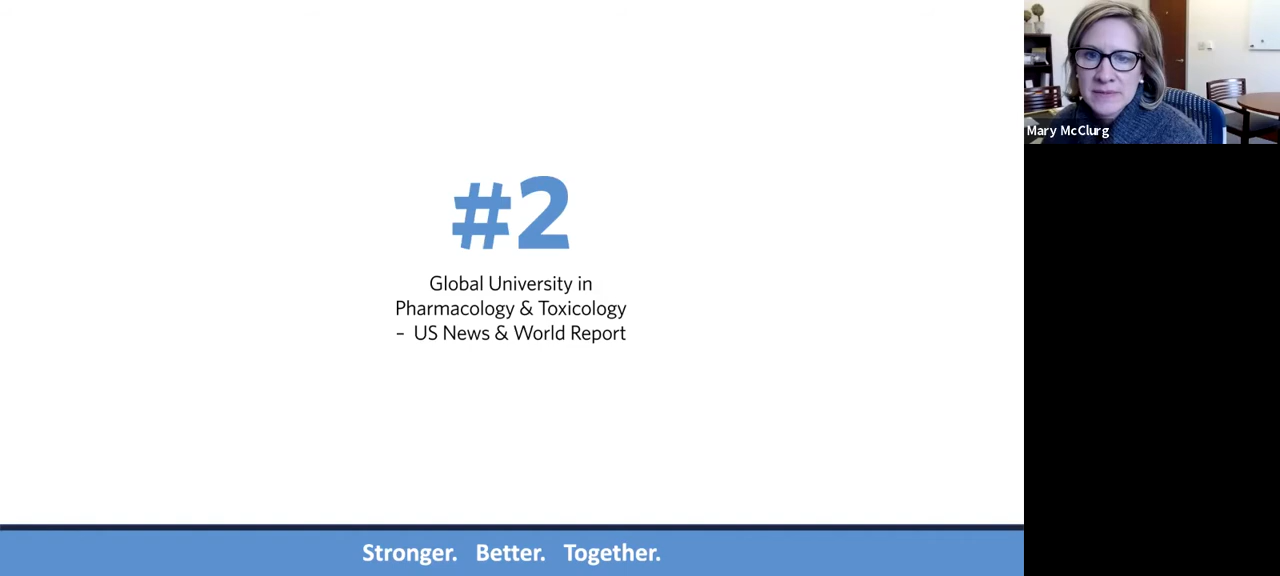 #2
Global University in
Pharmacology & Toxicology
– US News & World Report
Stronger. Better. Together.
Mary McClurg